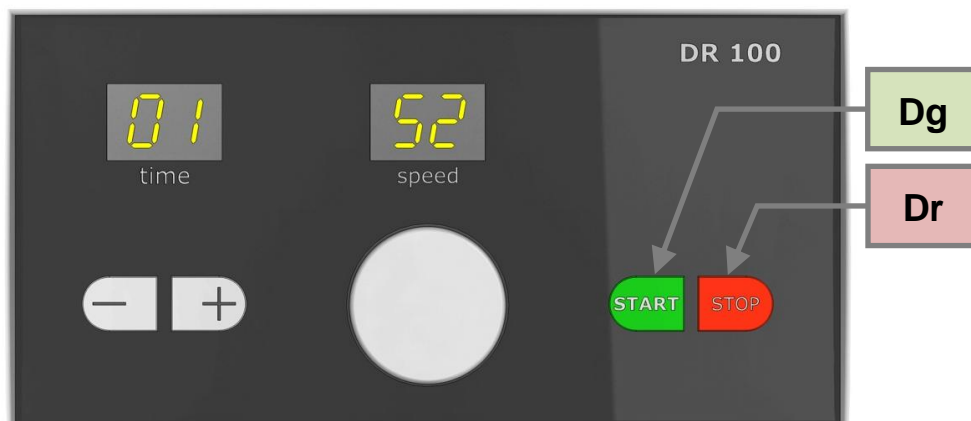 DR 100
01
52
time
speed
Dg
Dr
−
+
START
STOP